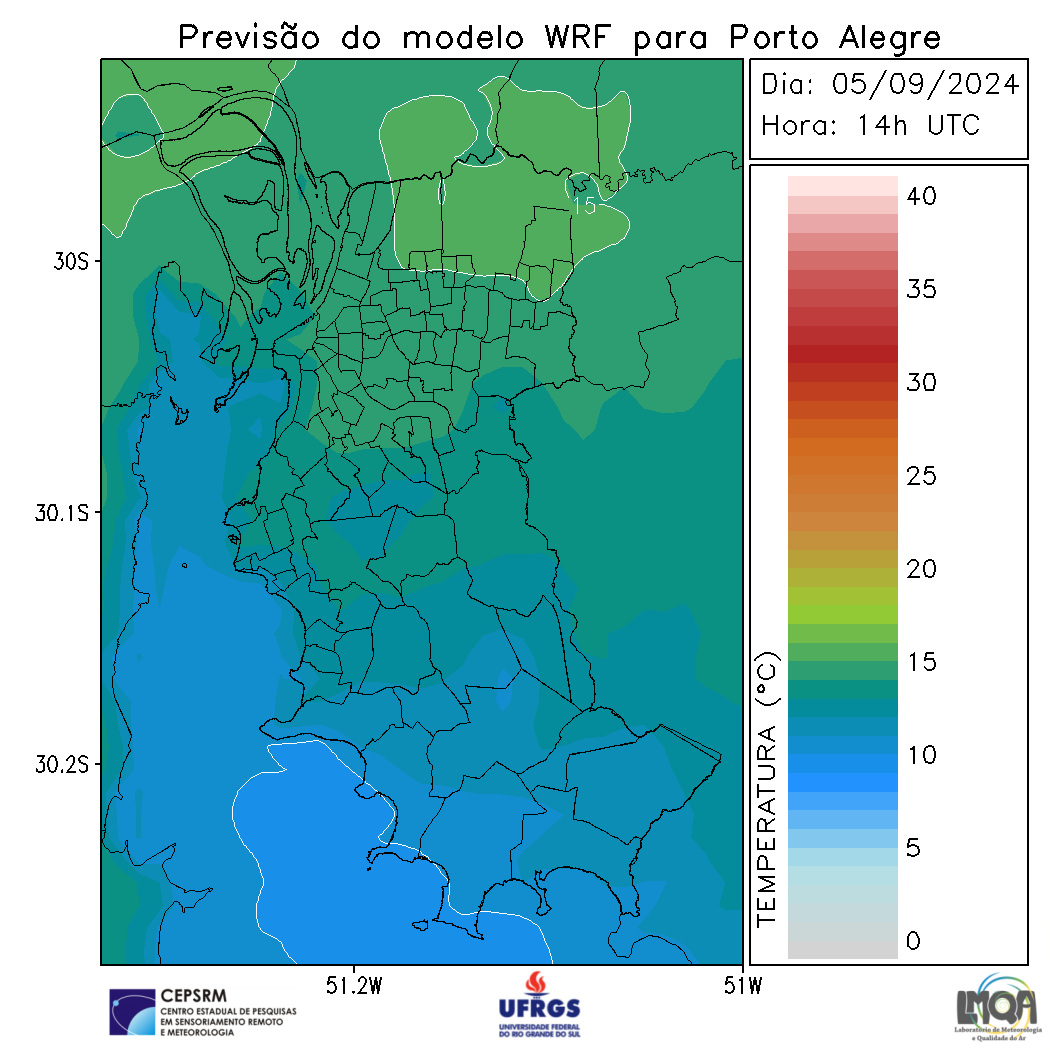 Previsão do modelo WRF para Porto Alegre
Dia: 05/09/2024
Hora: 14h UTC
40
35
30
25
20
15
10
5
0
TEMPERATURA (°C)
15
30S
30.1S
30.2S
51.2W
51W
CEPSRM
CENTRO ESTADUAL DE PESQUISAS
EM SENSORIAMENTO REMOTO
E METEOROLOGIA
UFRGS
UNIVERSIDADE FEDERAL
DO RIO GRANDE DO SUL
LMQA
Laboratório de Meteorologia
e Qualidade do Ar